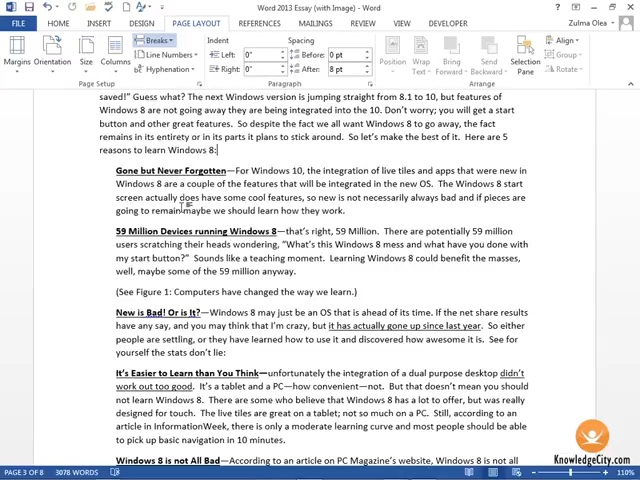 Word 2013 Essay (with Image) - Word
FILE HOME INSERT DESIGN PAGE LAYOUT REFERENCES MAILINGS REVIEW VIEW DEVELOPER Zulma Olea
Margins Orientation Size Columns
Breaks
Line Numbers
Hyphenation
Page Setup
Indent Spacing
Left: 0" Before: 0 pt
Right: 0" After: 8 pt
Paragraph
Position Wrap Text Bring Forward Send Backward Selection Pane
Align
Group
Rotate
Arrange
saved!" Guess what? The next Windows version is jumping straight from 8.1 to 10, but features of
Windows 8 are not going away they are being integrated into the 10. Don't worry; you will get a start
button and other great features. So despite the fact we all want Windows 8 to go away, the fact
remains in its entirety or in its parts it plans to stick around. So let's make the best of it. Here are 5
reasons to learn Windows 8:
Gone but Never Forgotten—For Windows 10, the integration of live tiles and apps that were new in
Windows 8 are a couple of the features that will be integrated in the new OS. The Windows 8 start
screen actually does have some cool features, so new is not necessarily always bad and if pieces are
going to remain maybe we should learn how they work.
59 Million Devices running Windows 8—that's right, 59 Million. There are potentially 59 million
users scratching their heads wondering, "What's this Windows 8 mess and what have you done with
my start button?" Sounds like a teaching moment. Learning Windows 8 could benefit the masses,
well, maybe some of the 59 million anyway.
(See Figure 1: Computers have changed the way we learn.)
New is Bad! Or is It?—Windows 8 may just be an OS that is ahead of its time. If the net share results
have any say, and you may think that I'm crazy, but it has actually gone up since last year. So either
people are settling, or they have learned how to use it and discovered how awesome it is. See for
yourself the stats don't lie:
It's Easier to Learn than You Think—unfortunately the integration of a dual purpose desktop didn't
work out too good. It's a tablet and a PC—how convenient—not. But that doesn't mean you should
not learn Windows 8. There are some who believe that Windows 8 has a lot to offer, but was really
designed for touch. The live tiles are great on a tablet; not so much on a PC. Still, according to an
article in InformationWeek, there is only a moderate learning curve and most people should be able
to pick up basic navigation in 10 minutes.
Windows 8 is not All Bad—According to an article on PC Magazine's website, Windows 8 is not all
KnowledgeCity.com
PAGE 3 OF 8 3078 WORDS 110%